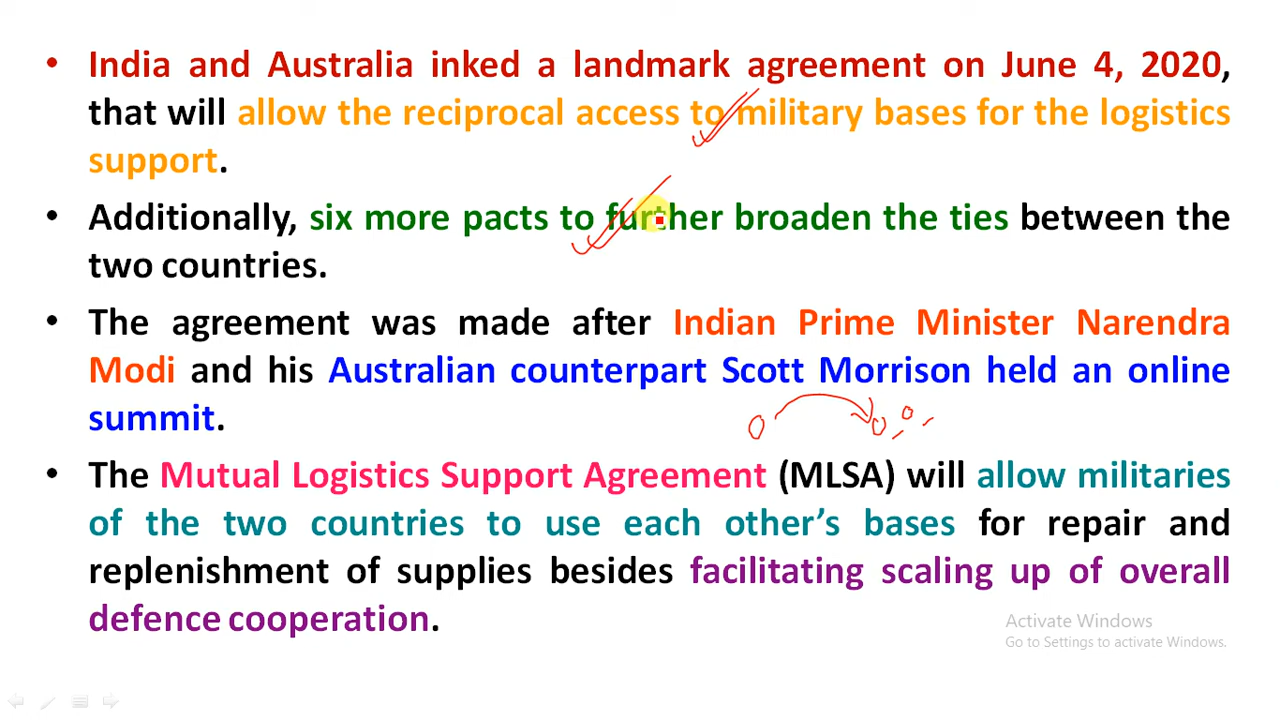 • India and Australia inked a landmark agreement on June 4, 2020,
that will allow the reciprocal access to military bases for the logistics
support.
• Additionally, six more pacts to further broaden the ties between the
two countries.
• The agreement was made after Indian Prime Minister Narendra
Modi and his Australian counterpart Scott Morrison held an online
summit.
• The Mutual Logistics Support Agreement (MLSA) will allow militaries
of the two countries to use each other’s bases for repair and
replenishment of supplies besides facilitating scaling up of overall
defence cooperation.
Activate Windows
Go to Settings to activate Windows.